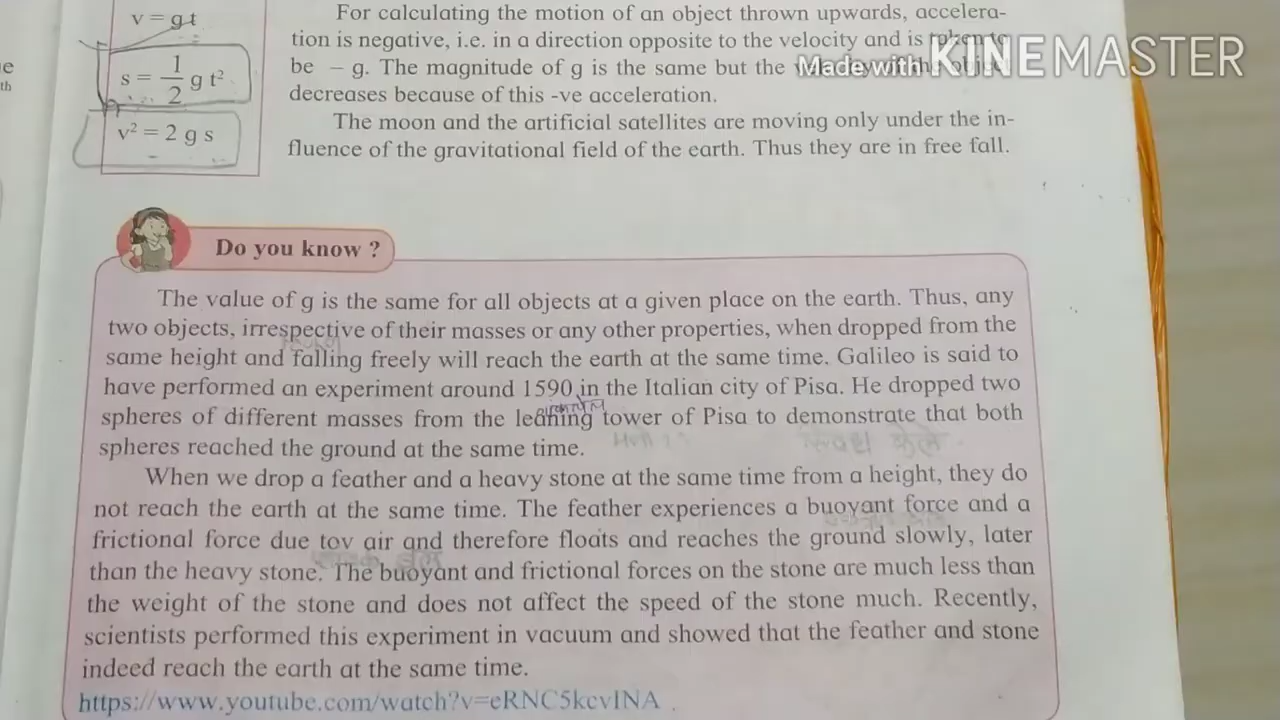 v = g t
s = 1/2 g t²
v² = 2 g s
e
th
For calculating the motion of an object thrown upwards, accelera-
tion is negative, i.e. in a direction opposite to the velocity and is taken to
be – g. The magnitude of g is the same but the
decreases because of this -ve acceleration.
The moon and the artificial satellites are moving only under the in-
fluence of the gravitational field of the earth. Thus they are in free fall.
Made with KINEMASTER
Do you know ?
The value of g is the same for all objects at a given place on the earth. Thus, any
two objects, irrespective of their masses or any other properties, when dropped from the
same height and falling freely will reach the earth at the same time. Galileo is said to
have performed an experiment around 1590 in the Italian city of Pisa. He dropped two
spheres of different masses from the leaning tower of Pisa to demonstrate that both
spheres reached the ground at the same time.
When we drop a feather and a heavy stone at the same time from a height, they do
not reach the earth at the same time. The feather experiences a buoyant force and a
frictional force due tov air and therefore floats and reaches the ground slowly, later
than the heavy stone. The buoyant and frictional forces on the stone are much less than
the weight of the stone and does not affect the speed of the stone much. Recently,
scientists performed this experiment in vacuum and showed that the feather and stone
indeed reach the earth at the same time.
https://www.youtube.com/watch?v=eRNC5kcvINA